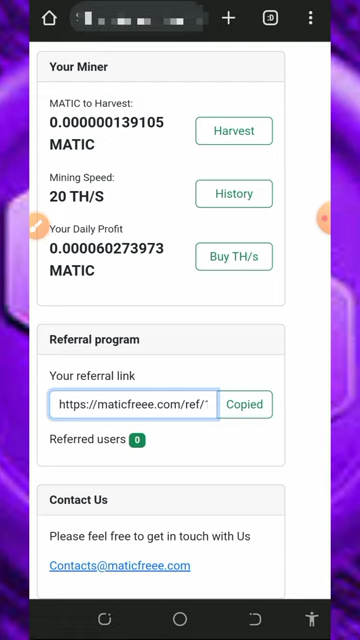 :D
Your Miner
MATIC to Harvest:
0.000000139105
MATIC
Harvest
Mining Speed:
20 TH/S
History
Your Daily Profit
0.000060273973
MATIC
Buy TH/s
Referral program
Your referral link
https://maticfreee.com/ref/
Copied
Referred users 0
Contact Us
Please feel free to get in touch with Us
Contacts@maticfreee.com